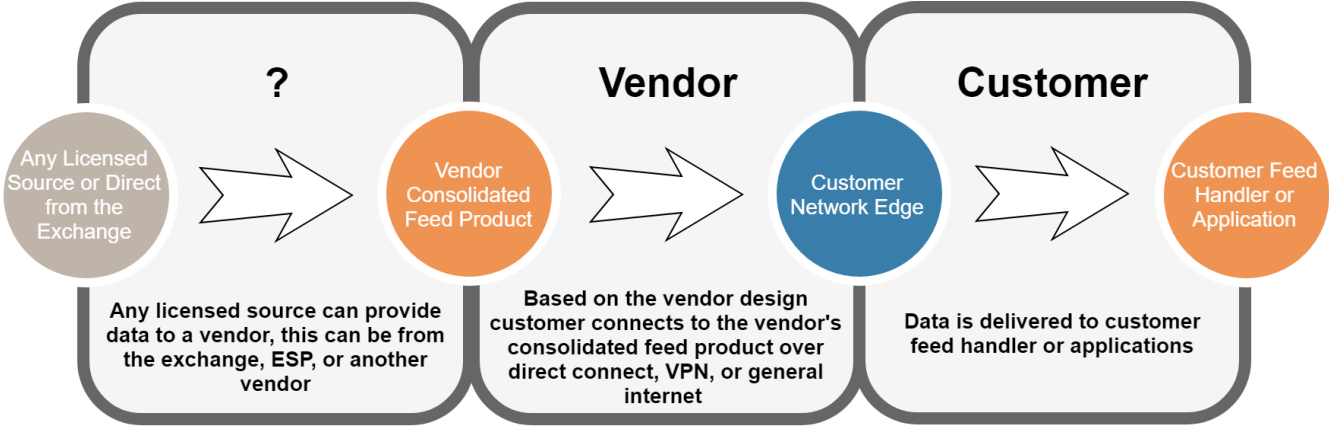 ?
Vendor
Customer
Any Licensed
Source or Direct
from the
Exchange
Vendor
Consolidated
Feed Product
Customer
Network Edge
Customer Feed
Handler or
Application
Any licensed source can provide
data to a vendor, this can be from
the exchange, ESP, or another
vendor
Based on the vendor design
customer connects to the vendor's
consolidated feed product over
direct connect, VPN, or general
internet
Data is delivered to customer
feed handler or applications